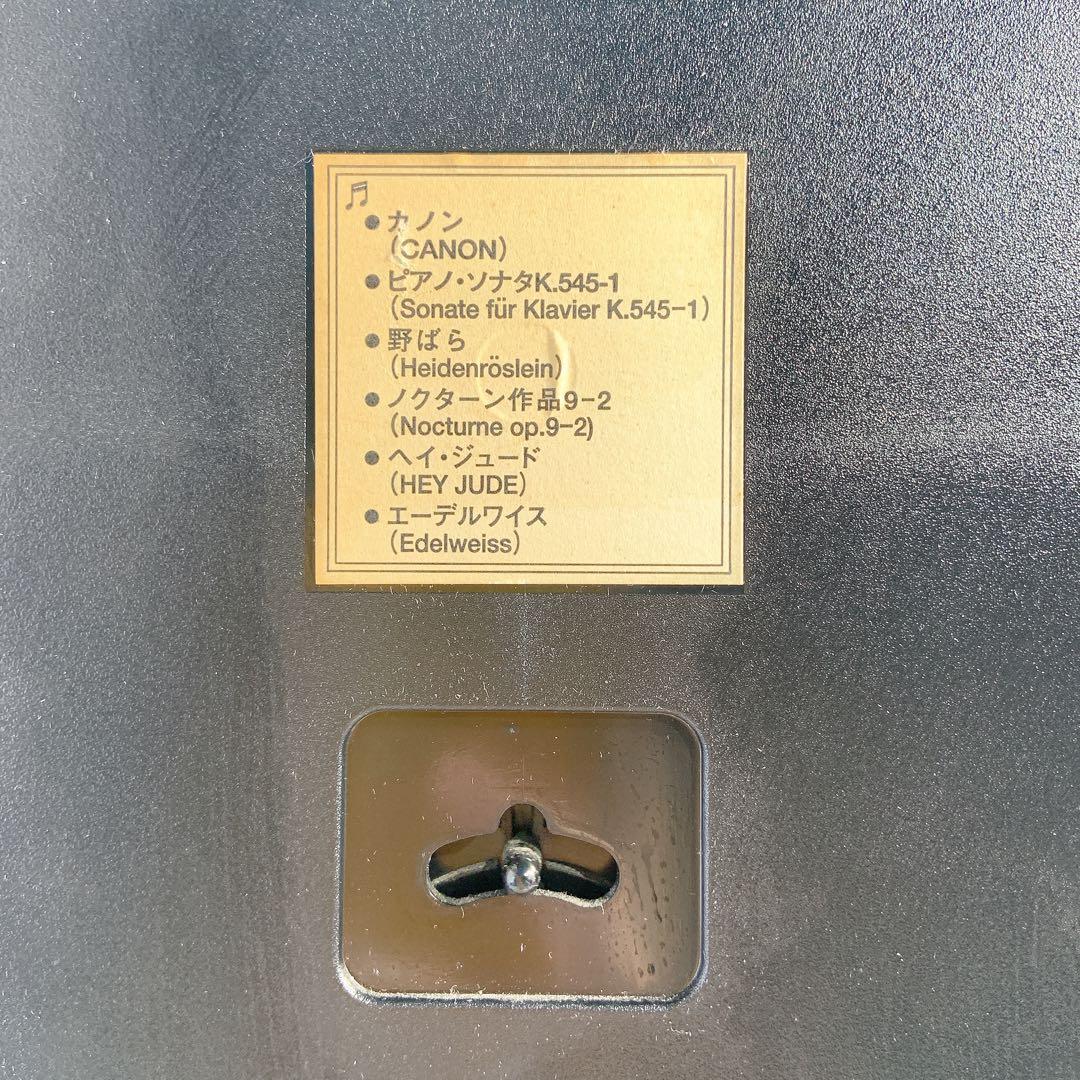 ● カノン
(CANON)
● ピアノ・ソナタK.545-1
(Sonate für Klavier K.545-1)
● 野ばら
(Heidenröslein)
● ノクターン作品9-2
(Nocturne op.9-2)
● ヘイ・ジュード
(HEY JUDE)
● エーデルワイス
(Edelweiss)